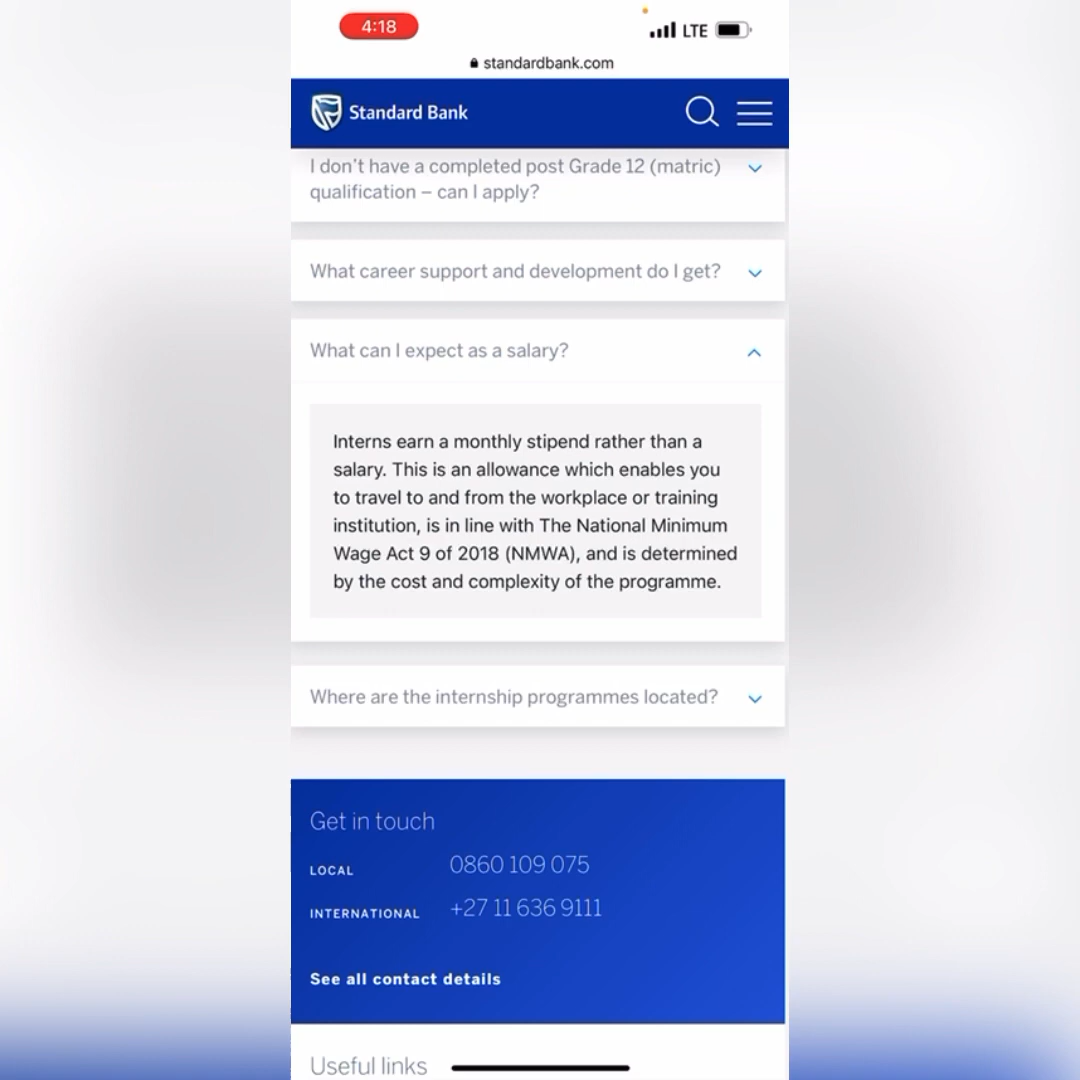 4:18
LTE
standardbank.com
Standard Bank
I don't have a completed post Grade 12 (matric)
qualification – can I apply?
What career support and development do I get?
What can I expect as a salary?
Interns earn a monthly stipend rather than a
salary. This is an allowance which enables you
to travel to and from the workplace or training
institution, is in line with The National Minimum
Wage Act 9 of 2018 (NMWA), and is determined
by the cost and complexity of the programme.
Where are the internship programmes located?
Get in touch
LOCAL 0860 109 075
INTERNATIONAL +27 11 636 9111
See all contact details
Useful links